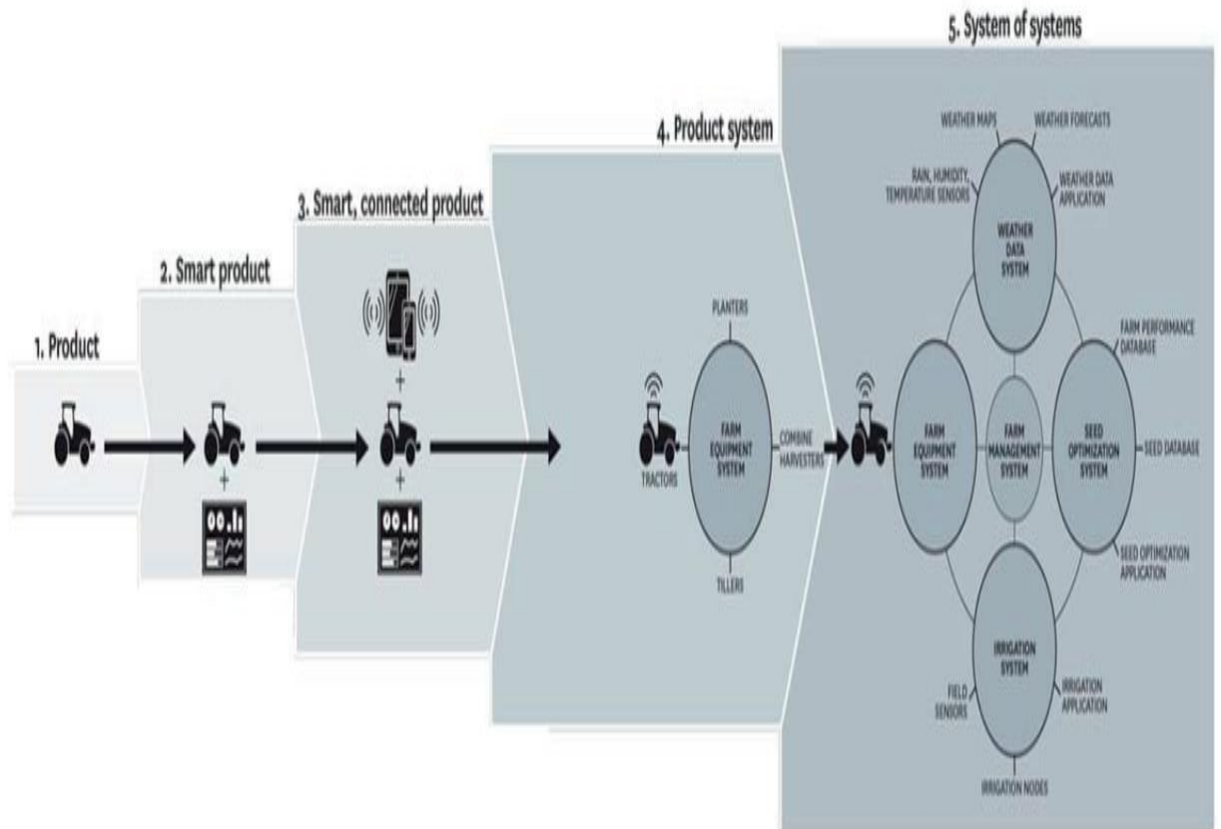 1. Product
2. Smart product
3. Smart, connected product
4. Product system
PLANTERS
TRACTORS
FARM
EQUIPMENT
SYSTEM
COMBINE
HARVESTERS
TILLERS
5. System of systems
WEATHER MAPS
WEATHER FORECASTS
RAIN, HUMIDITY,
TEMPERATURE SENSORS
WEATHER DATA
APPLICATION
WEATHER
DATA
SYSTEM
FARM PERFORMANCE
DATABASE
FARM
EQUIPMENT
SYSTEM
FARM
MANAGEMENT
SYSTEM
SEED
OPTIMIZATION
SYSTEM
SEED DATABASE
SEED OPTIMIZATION
APPLICATION
IRRIGATION
SYSTEM
FIELD
SENSORS
IRRIGATION
APPLICATION
IRRIGATION NODES